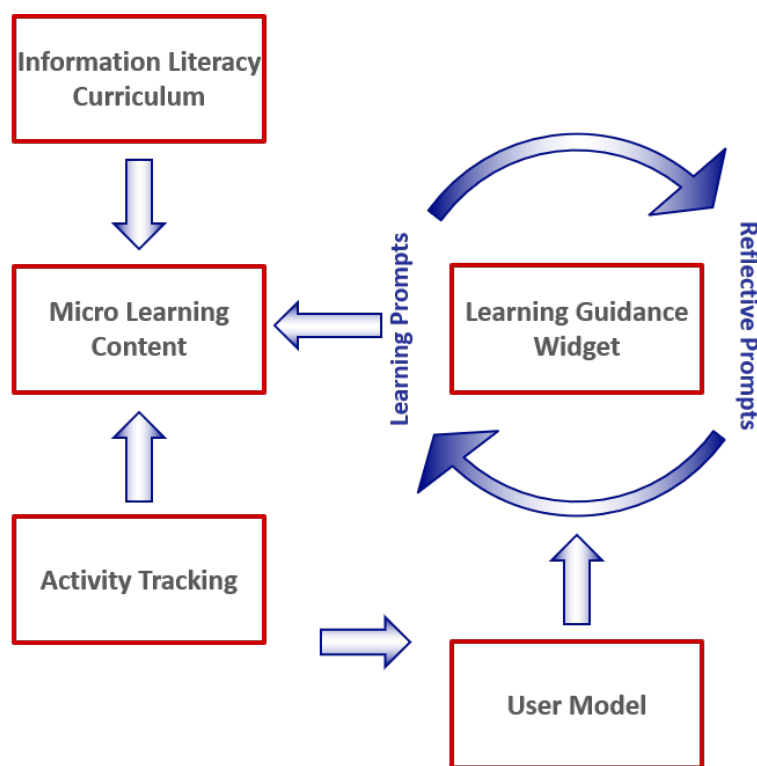 Information Literacy
Curriculum
Micro Learning
Content
Learning Prompts
Learning Guidance
Widget
Reflective Prompts
Activity Tracking
User Model